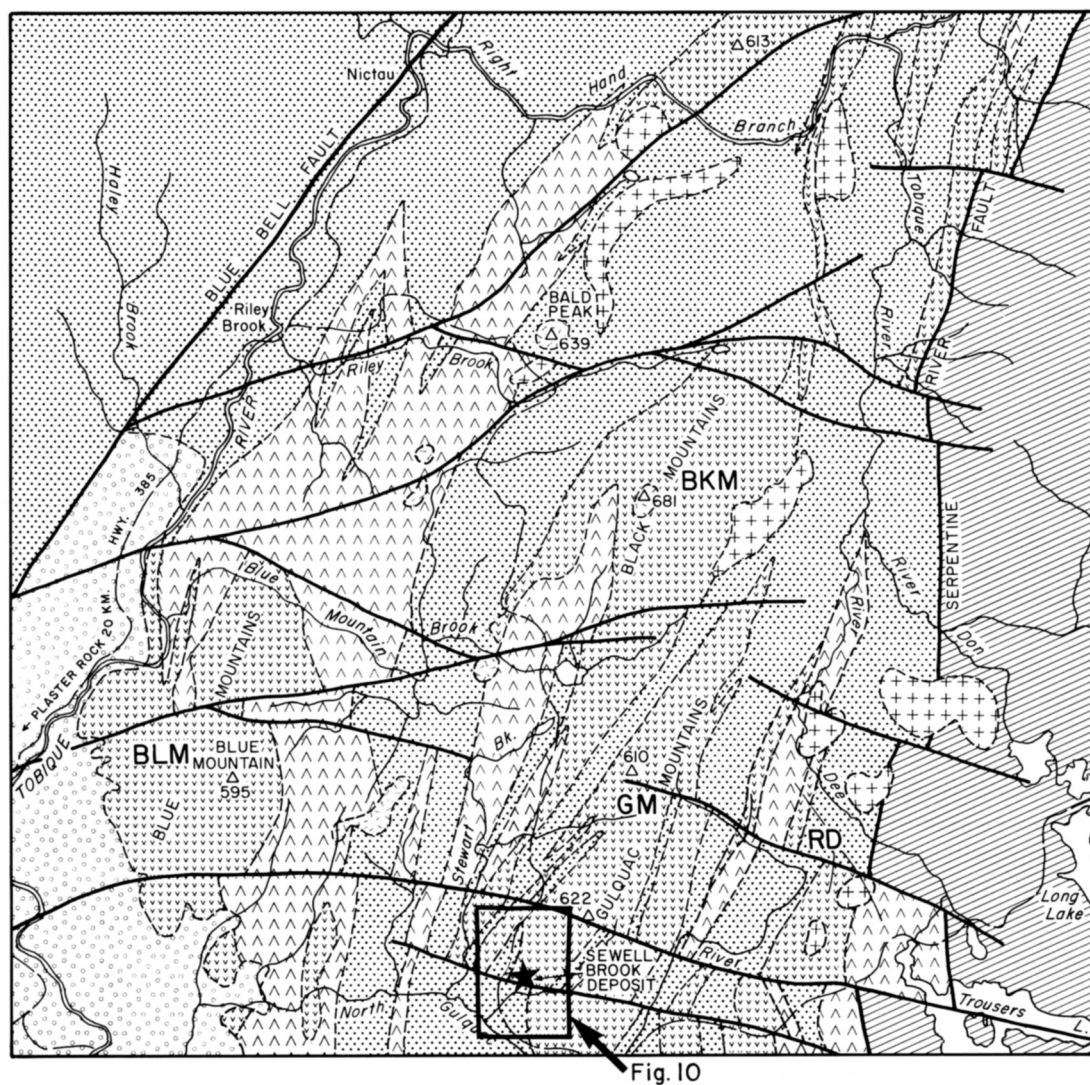 613
Right
Hand
Branch
Nictau
Haley
Brook
BLUE BELL FAULT
Tobique
River
FAULT
RIVER
SERPENTINE
BALD
PEAK
639
Riley
Brook
Riley
Brook
RIVER
TOBIQUE
HWY. 385
PLASTER ROCK 20 KM.
BKM
681
BLACK MOUNTAINS
Blue
Mountain
Brook
River
Don
River
Dee
BLUE MOUNTAINS
BLM
BLUE
MOUNTAIN
595
Bk.
Stewart
610
GM
GULQUAC MOUNTAINS
RD
Long
Lake
622
SEWELL
BROOK
DEPOSIT
River
North
Trousers
L
Fig. 10